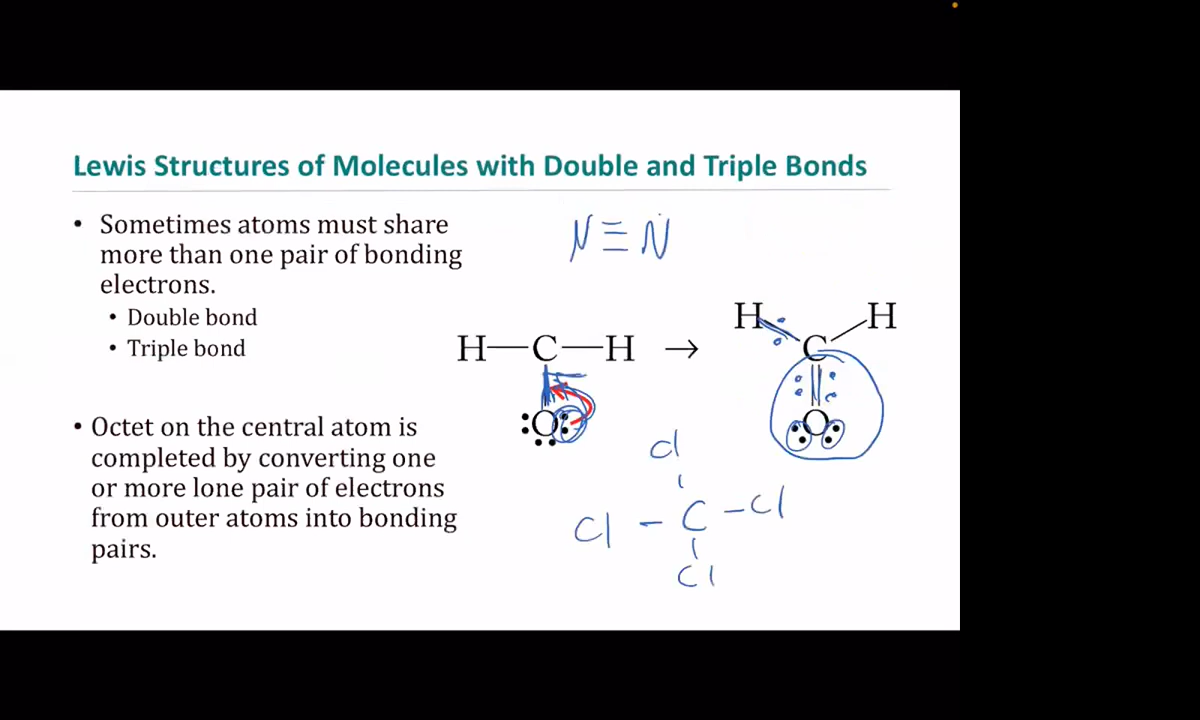 Lewis Structures of Molecules with Double and Triple Bonds
• Sometimes atoms must share
more than one pair of bonding
electrons.
• Double bond
• Triple bond
• Octet on the central atom is
completed by converting one
or more lone pair of electrons
from outer atoms into bonding
pairs.
N≡N
H—C—H →
O
H H
C
O
Cl
Cl – C – Cl
Cl